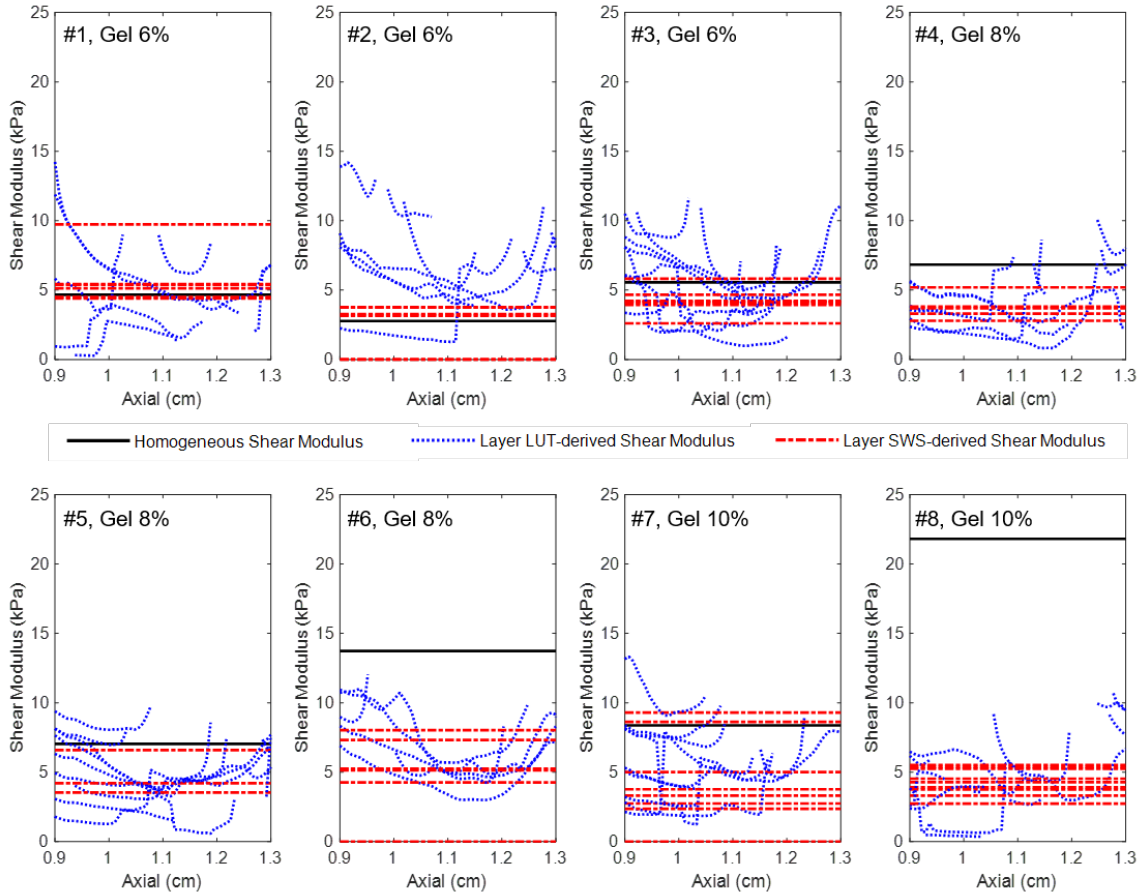 #1, Gel 6%
25
20
15
10
5
0
0.9 1 1.1 1.2 1.3
Shear Modulus (kPa)
Axial (cm)
#2, Gel 6%
25
20
15
10
5
0
0.9 1 1.1 1.2 1.3
Shear Modulus (kPa)
Axial (cm)
#3, Gel 6%
25
20
15
10
5
0
0.9 1 1.1 1.2 1.3
Shear Modulus (kPa)
Axial (cm)
#4, Gel 8%
25
20
15
10
5
0
0.9 1 1.1 1.2 1.3
Shear Modulus (kPa)
Axial (cm)
Homogeneous Shear Modulus Layer LUT-derived Shear Modulus Layer SWS-derived Shear Modulus
#5, Gel 8%
25
20
15
10
5
0
0.9 1 1.1 1.2 1.3
Shear Modulus (kPa)
Axial (cm)
#6, Gel 8%
25
20
15
10
5
0
0.9 1 1.1 1.2 1.3
Shear Modulus (kPa)
Axial (cm)
#7, Gel 10%
25
20
15
10
5
0
0.9 1 1.1 1.2 1.3
Shear Modulus (kPa)
Axial (cm)
#8, Gel 10%
25
20
15
10
5
0
0.9 1 1.1 1.2 1.3
Shear Modulus (kPa)
Axial (cm)